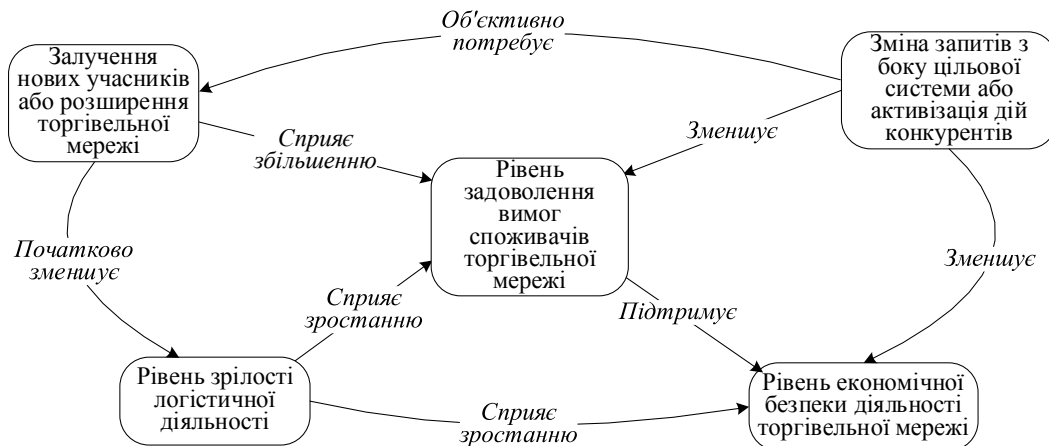 Об'єктивно
потребує
Залучення
нових учасників
або розширення
торгівельної
мережі
Зміна запитів з
боку цільової
системи або
активізація дій
конкурентів
Сприяє
збільшенню
Зменшує
Рівень
задоволення
вимог
споживачів
торгівельної
мережі
Початково
зменшує
Зменшує
Сприяє
зростанню
Підтримує
Рівень зрілості
логістичної
діяльності
Сприяє
зростанню
Рівень економічної
безпеки діяльності
торгівельної мережі